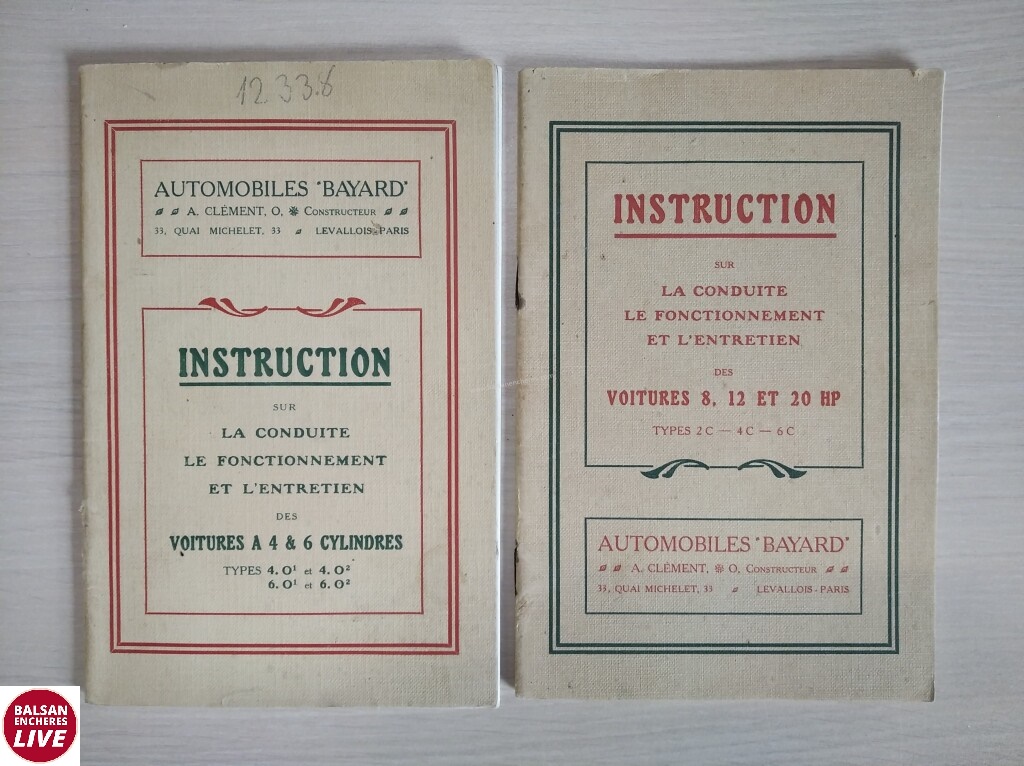 12.33.8
AUTOMOBILES "BAYARD"
A. CLÉMENT, O, ❋ CONSTRUCTEUR
33, QUAI MICHELET, 33 LEVALLOIS-PARIS
INSTRUCTION
SUR
LA CONDUITE
LE FONCTIONNEMENT
ET L'ENTRETIEN
DES
VOITURES A 4 & 6 CYLINDRES
TYPES 4.O¹ et 4.O²
6.O¹ et 6.O²
INSTRUCTION
SUR
LA CONDUITE
LE FONCTIONNEMENT
ET L'ENTRETIEN
DES
VOITURES 8, 12 ET 20 HP
TYPES 2C — 4C — 6C
AUTOMOBILES "BAYARD"
A. CLÉMENT, ❋ O, CONSTRUCTEUR
33, QUAI MICHELET, 33 LEVALLOIS-PARIS
BALSAN
ENCHERES
LIVE